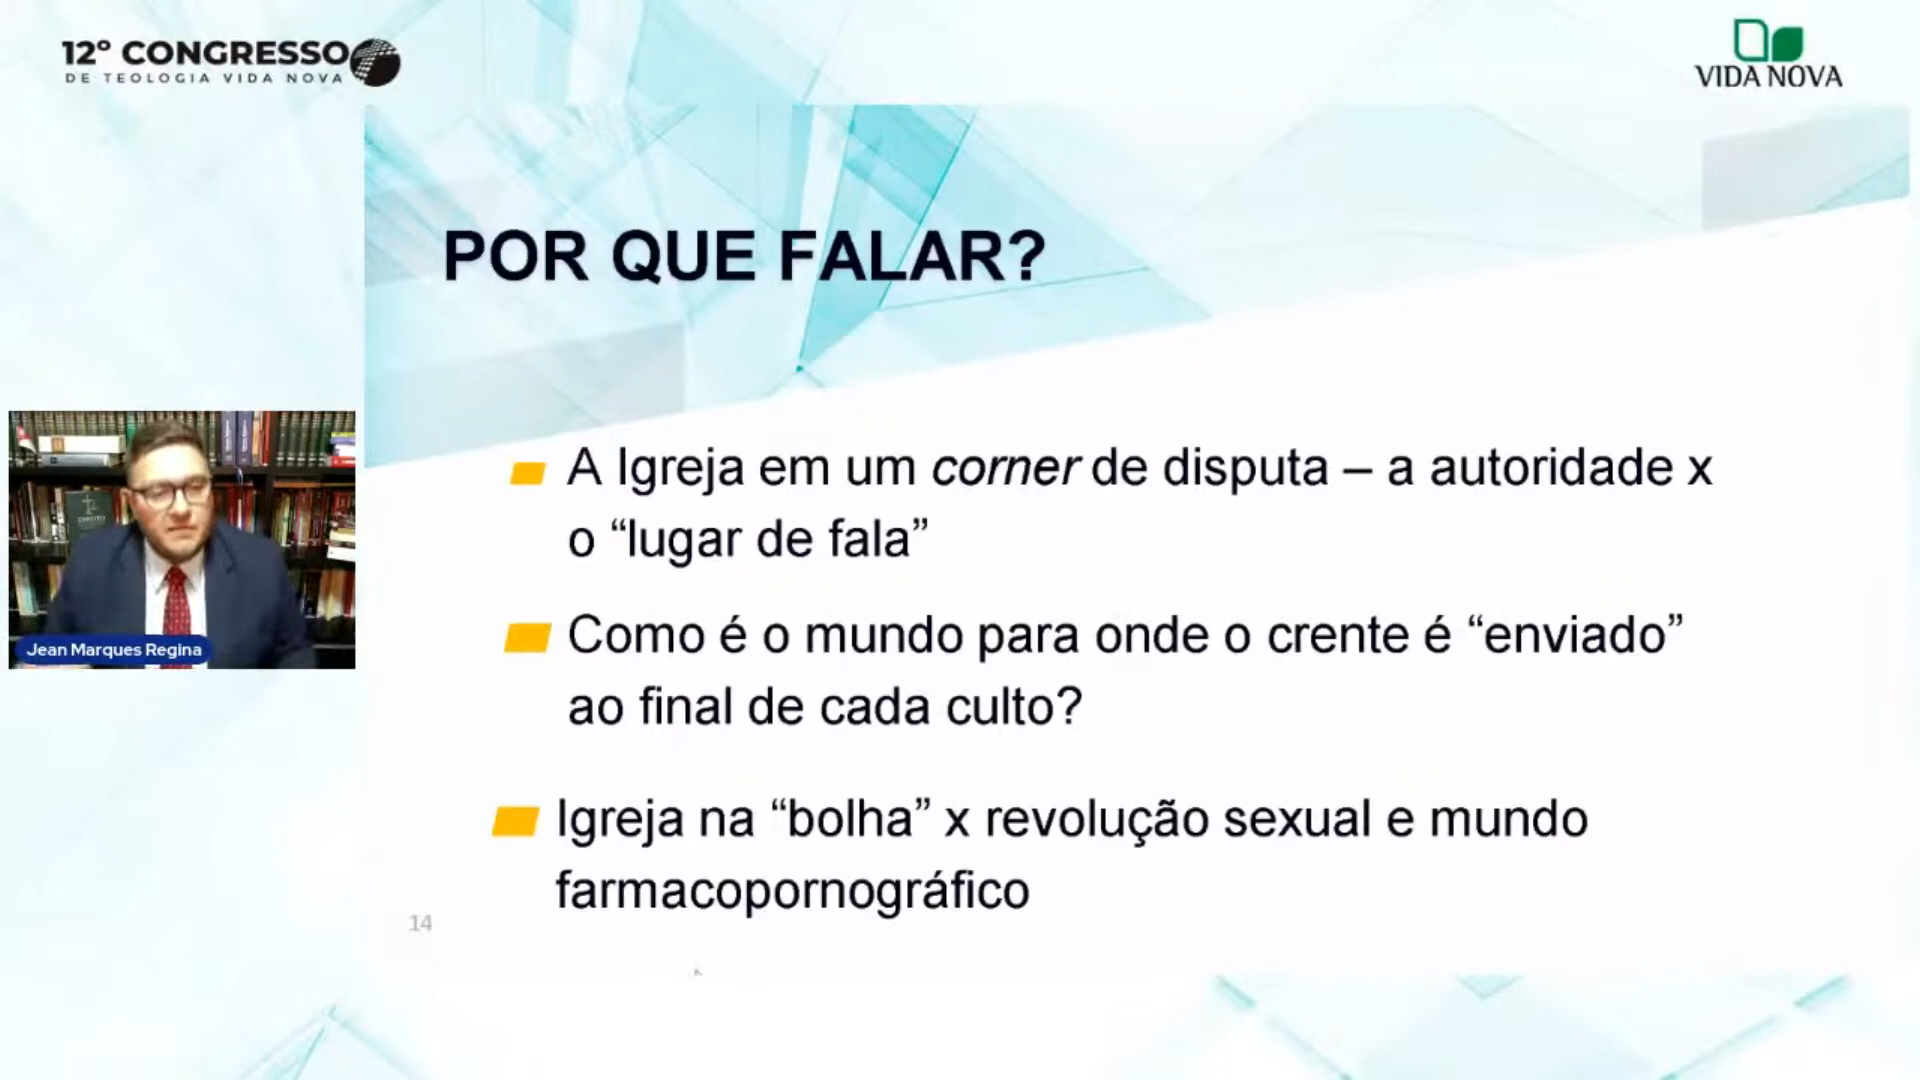 12º CONGRESSO
DE TEOLOGIA VIDA NOVA
VIDA NOVA
POR QUE FALAR?
A Igreja em um corner de disputa – a autoridade x
o “lugar de fala”
Como é o mundo para onde o crente é “enviado”
ao final de cada culto?
Igreja na “bolha” x revolução sexual e mundo
farmacopornográfico
14
Jean Marques Regina